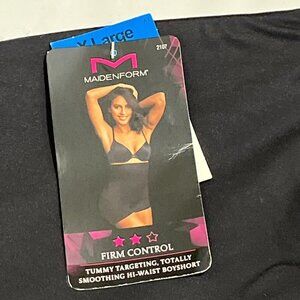 X Large
2107
M
MAIDENFORM®
FIRM CONTROL
TUMMY TARGETING, TOTALLY
SMOOTHING HI-WAIST BOYSHORT